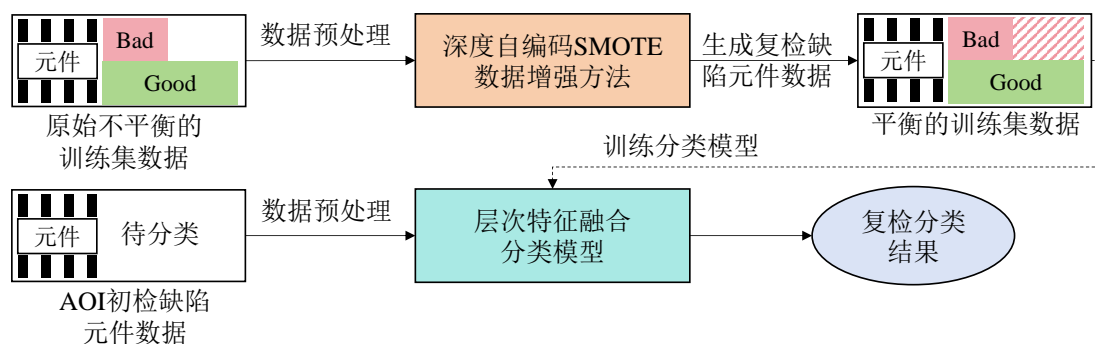 元件
Bad
Good
原始不平衡的
训练集数据
数据预处理
深度自编码SMOTE
数据增强方法
生成复检缺
陷元件数据
元件
Bad
Good
平衡的训练集数据
训练分类模型
元件
待分类
AOI初检缺陷
元件数据
数据预处理
层次特征融合
分类模型
复检分类
结果